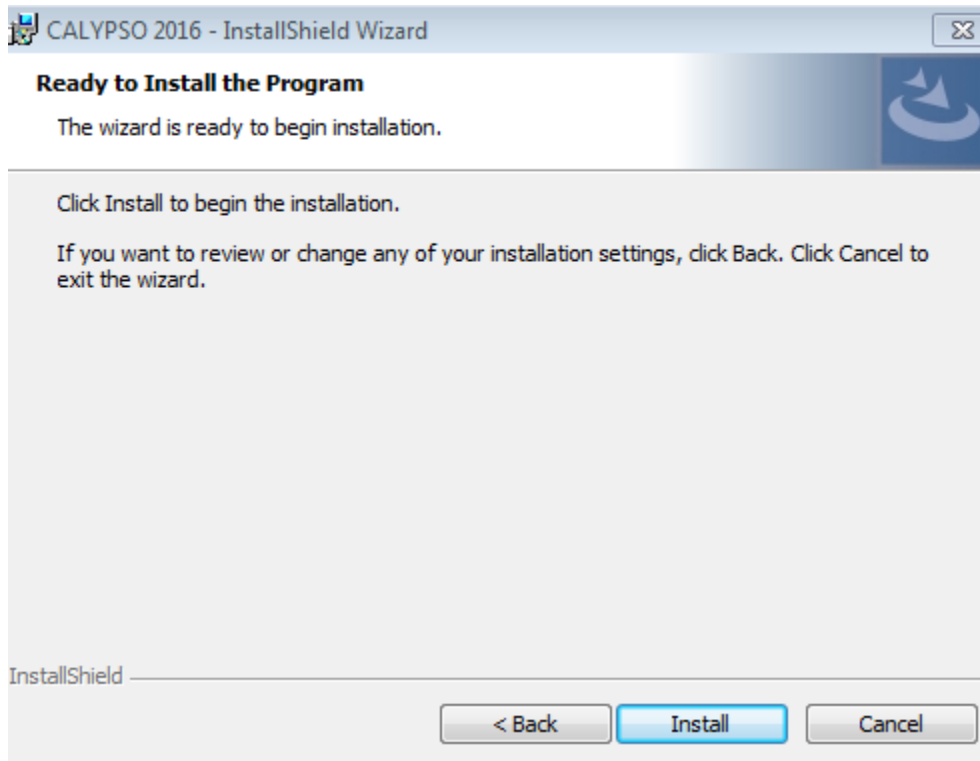 CALYPSO 2016 - InstallShield Wizard
Ready to Install the Program
The wizard is ready to begin installation.
Click Install to begin the installation.
If you want to review or change any of your installation settings, click Back. Click Cancel to
exit the wizard.
InstallShield
< Back Install Cancel